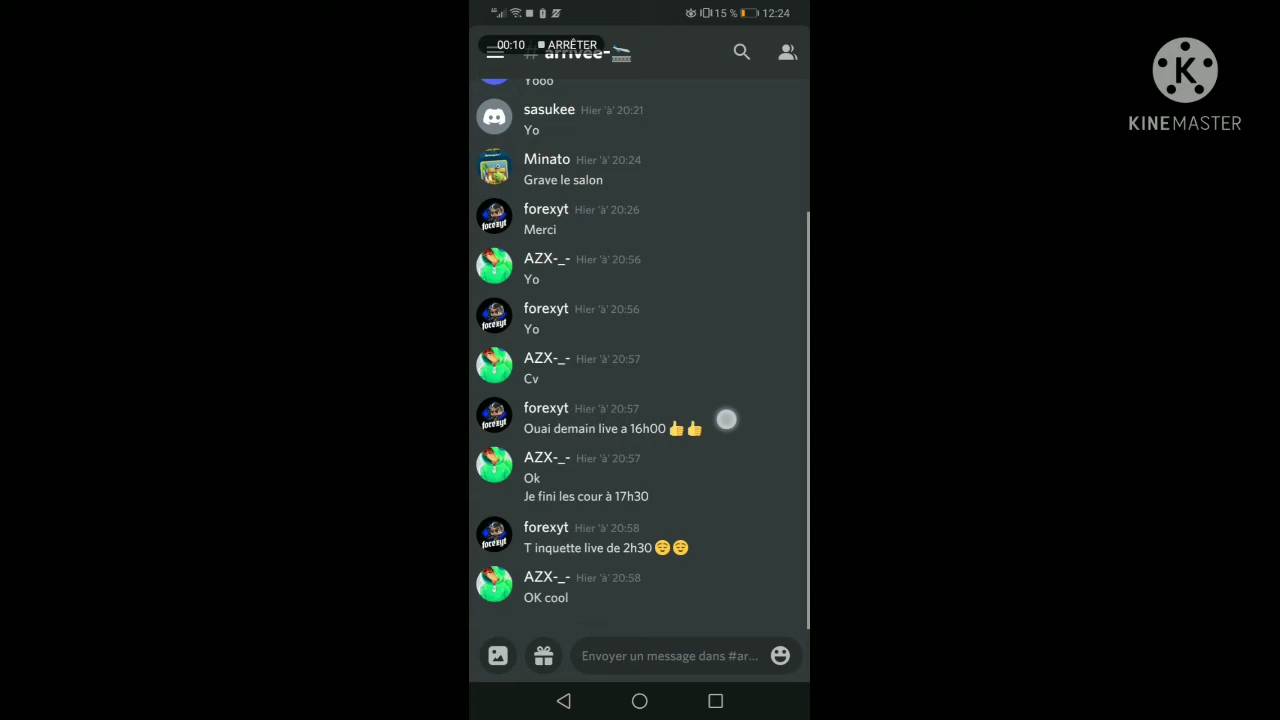 4G 15 % 12:24
00:10 ARRÊTER
# arrivée-
Yooo
sasukee Hier 'à' 20:21
Yo
Minato Hier 'à' 20:24
Grave le salon
forexyt Hier 'à' 20:26
Merci
AZX-_- Hier 'à' 20:56
Yo
forexyt Hier 'à' 20:56
Yo
AZX-_- Hier 'à' 20:57
Cv
forexyt Hier 'à' 20:57
Ouai demain live a 16h00 👍👍
AZX-_- Hier 'à' 20:57
Ok
Je fini les cour à 17h30
forexyt Hier 'à' 20:58
T inquette live de 2h30 😌😌
AZX-_- Hier 'à' 20:58
OK cool
Envoyer un message dans #ar...
K
KINEMASTER